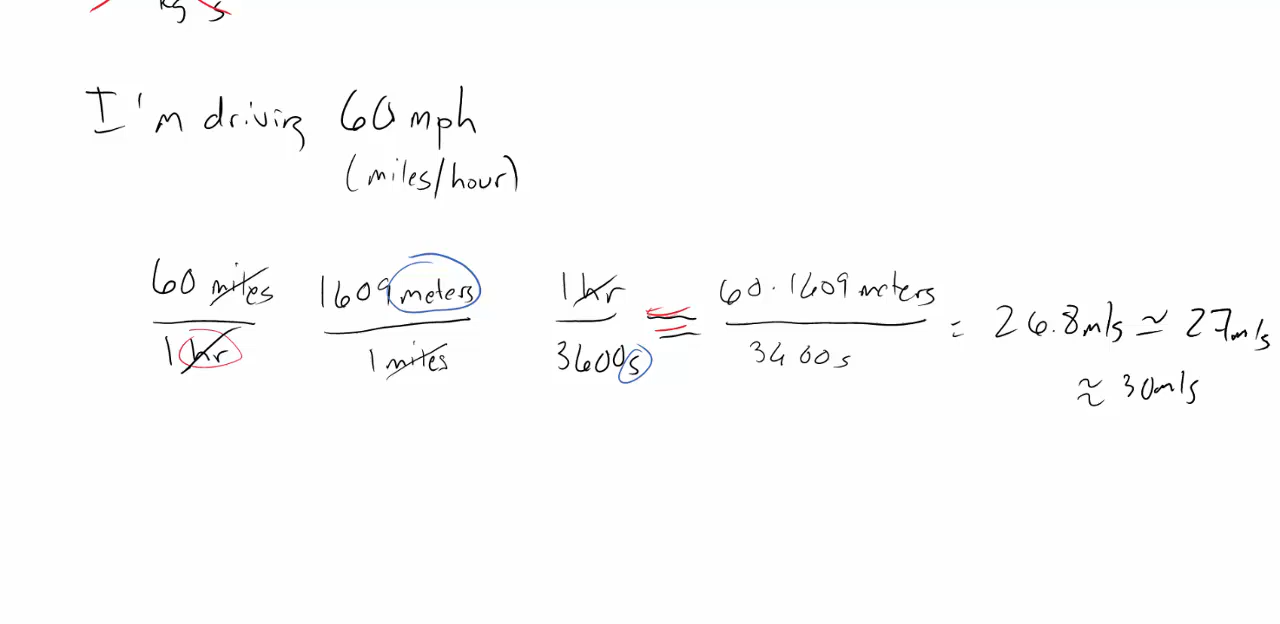 kg s
I'm driving 60 mph
(miles/hour)
60 miles 1609 meters 1 hr = 60 · 1609 meters = 26.8 m/s ≃ 27 m/s
1 hr 1 miles 3600 s 3600 s
≈ 30 m/s